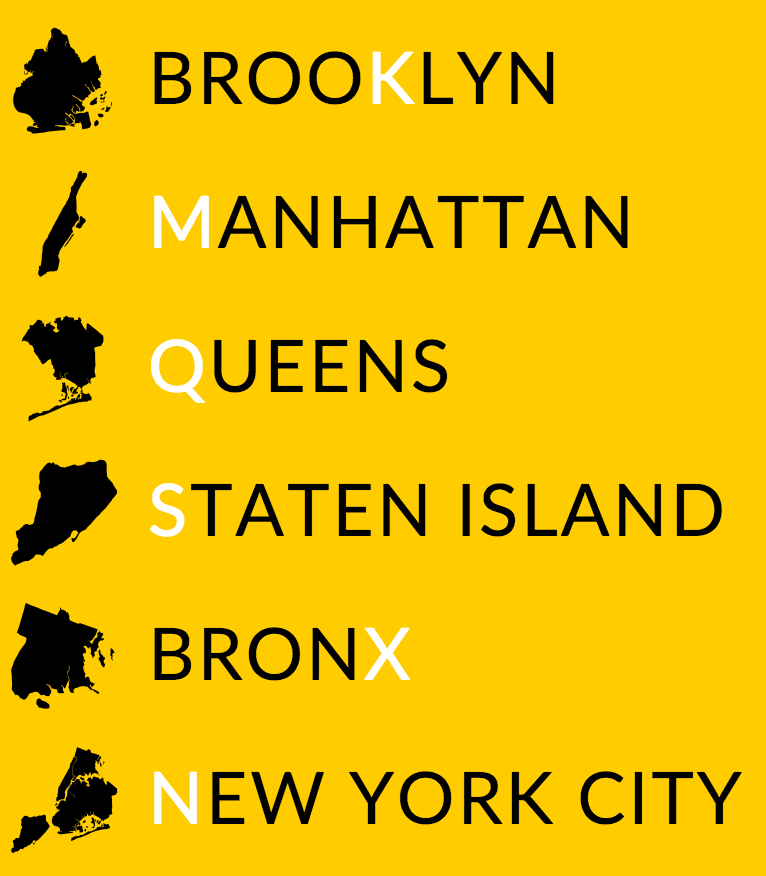 BROOKLYN
MANHATTAN
QUEENS
STATEN ISLAND
BRONX
NEW YORK CITY